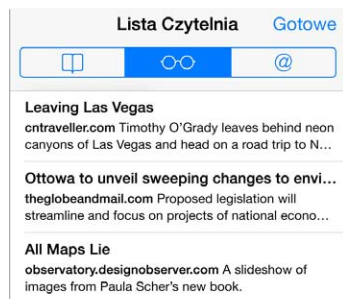 Lista Czytelnia Gotowe
@
Leaving Las Vegas
cntraveller.com Timothy O'Grady leaves behind neon
canyons of Las Vegas and head on a road trip to N...
Ottowa to unveil sweeping changes to envi...
theglobeandmail.com Proposed legislation will
streamline and focus on projects of national econo...
All Maps Lie
observatory.designobserver.com A slideshow of
images from Paula Scher's new book.